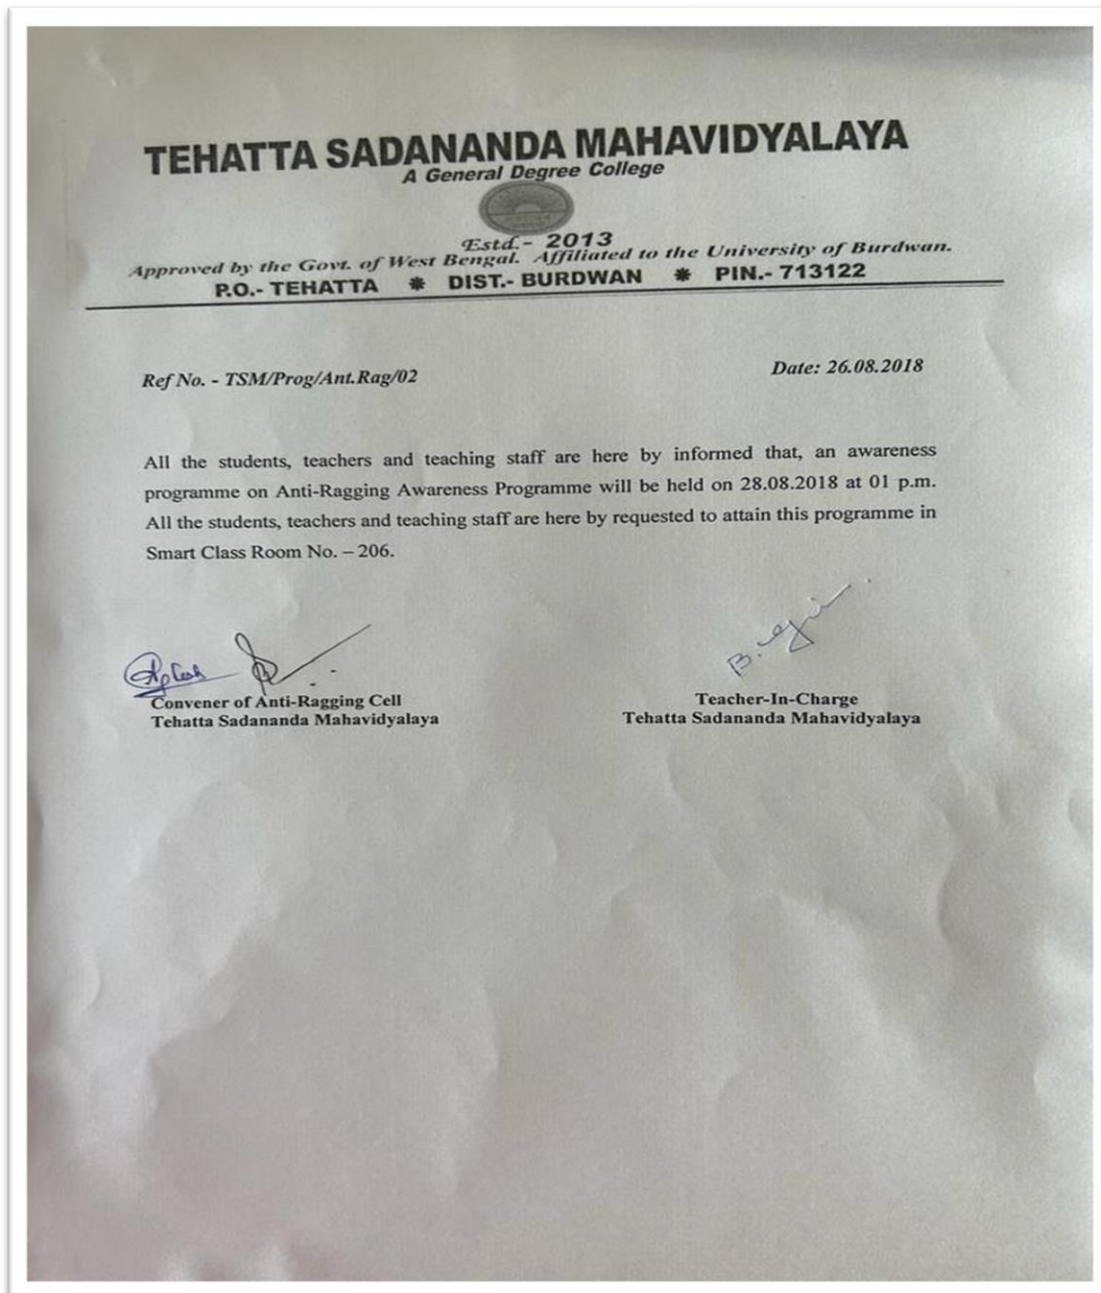 TEHATTA SADANANDA MAHAVIDYALAYA
A General Degree College
Estd.- 2013
Approved by the Govt. of West Bengal. Affiliated to the University of Burdwan.
P.O.- TEHATTA * DIST.- BURDWAN * PIN.- 713122
Ref No. - TSM/Prog/Ant.Rag/02 Date: 26.08.2018
All the students, teachers and teaching staff are here by informed that, an awareness
programme on Anti-Ragging Awareness Programme will be held on 28.08.2018 at 01 p.m.
All the students, teachers and teaching staff are here by requested to attain this programme in
Smart Class Room No. – 206.
Convener of Anti-Ragging Cell
Tehatta Sadananda Mahavidyalaya
Teacher-In-Charge
Tehatta Sadananda Mahavidyalaya